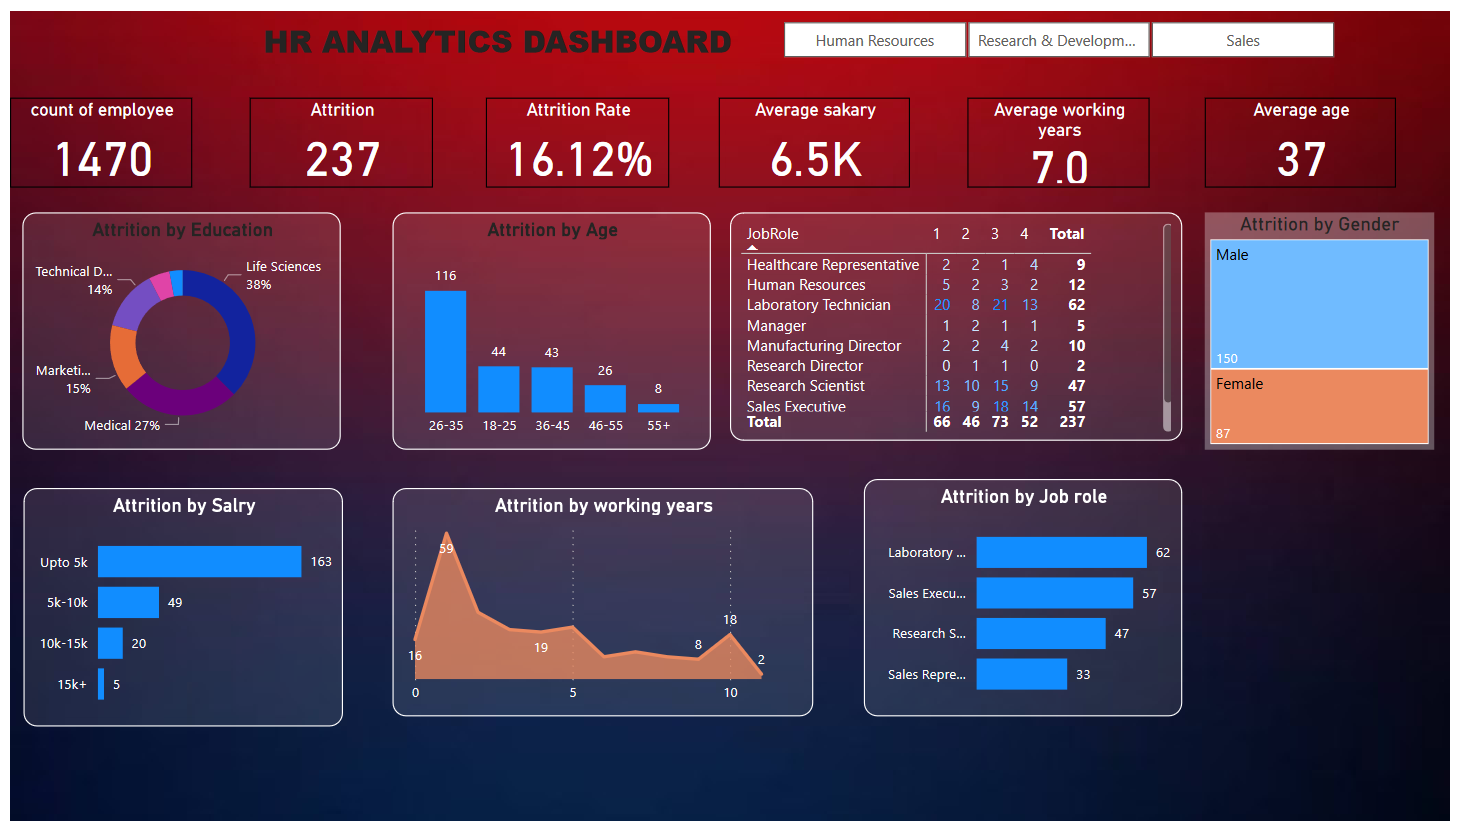 HR ANALYTICS DASHBOARD
Human Resources
Research & Developm...
Sales
count of employee
1470
Attrition
237
Attrition Rate
16.12%
Average sakary
6.5K
Average working
years
7.0
Average age
37
Attrition by Education
Technical D...
14%
Life Sciences
38%
Marketi...
15%
Medical 27%
Attrition by Age
116
44
43
26
8
26-35 18-25 36-45 46-55 55+
JobRole 1 2 3 4 Total
Healthcare Representative 2 2 1 4 9
Human Resources 5 2 3 2 12
Laboratory Technician 20 8 21 13 62
Manager 1 2 1 1 5
Manufacturing Director 2 2 4 2 10
Research Director 0 1 1 0 2
Research Scientist 13 10 15 9 47
Sales Executive 16 9 18 14 57
Total 66 46 73 52 237
Attrition by Gender
Male
150
Female
87
Attrition by Salry
Upto 5k 163
5k-10k 49
10k-15k 20
15k+ 5
Attrition by working years
59
16
19
8
18
2
0 5 10
Attrition by Job role
Laboratory ... 62
Sales Execu... 57
Research S... 47
Sales Repre... 33